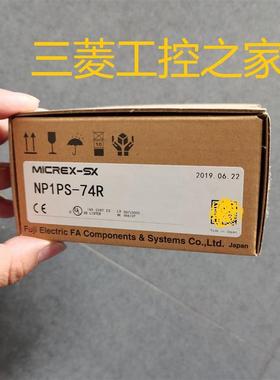 三菱工控之家
MICREX-SX
2019.06.22
NP1PS-74R
CE
Fuji Electric FA Components & Systems Co.,Ltd. Japan